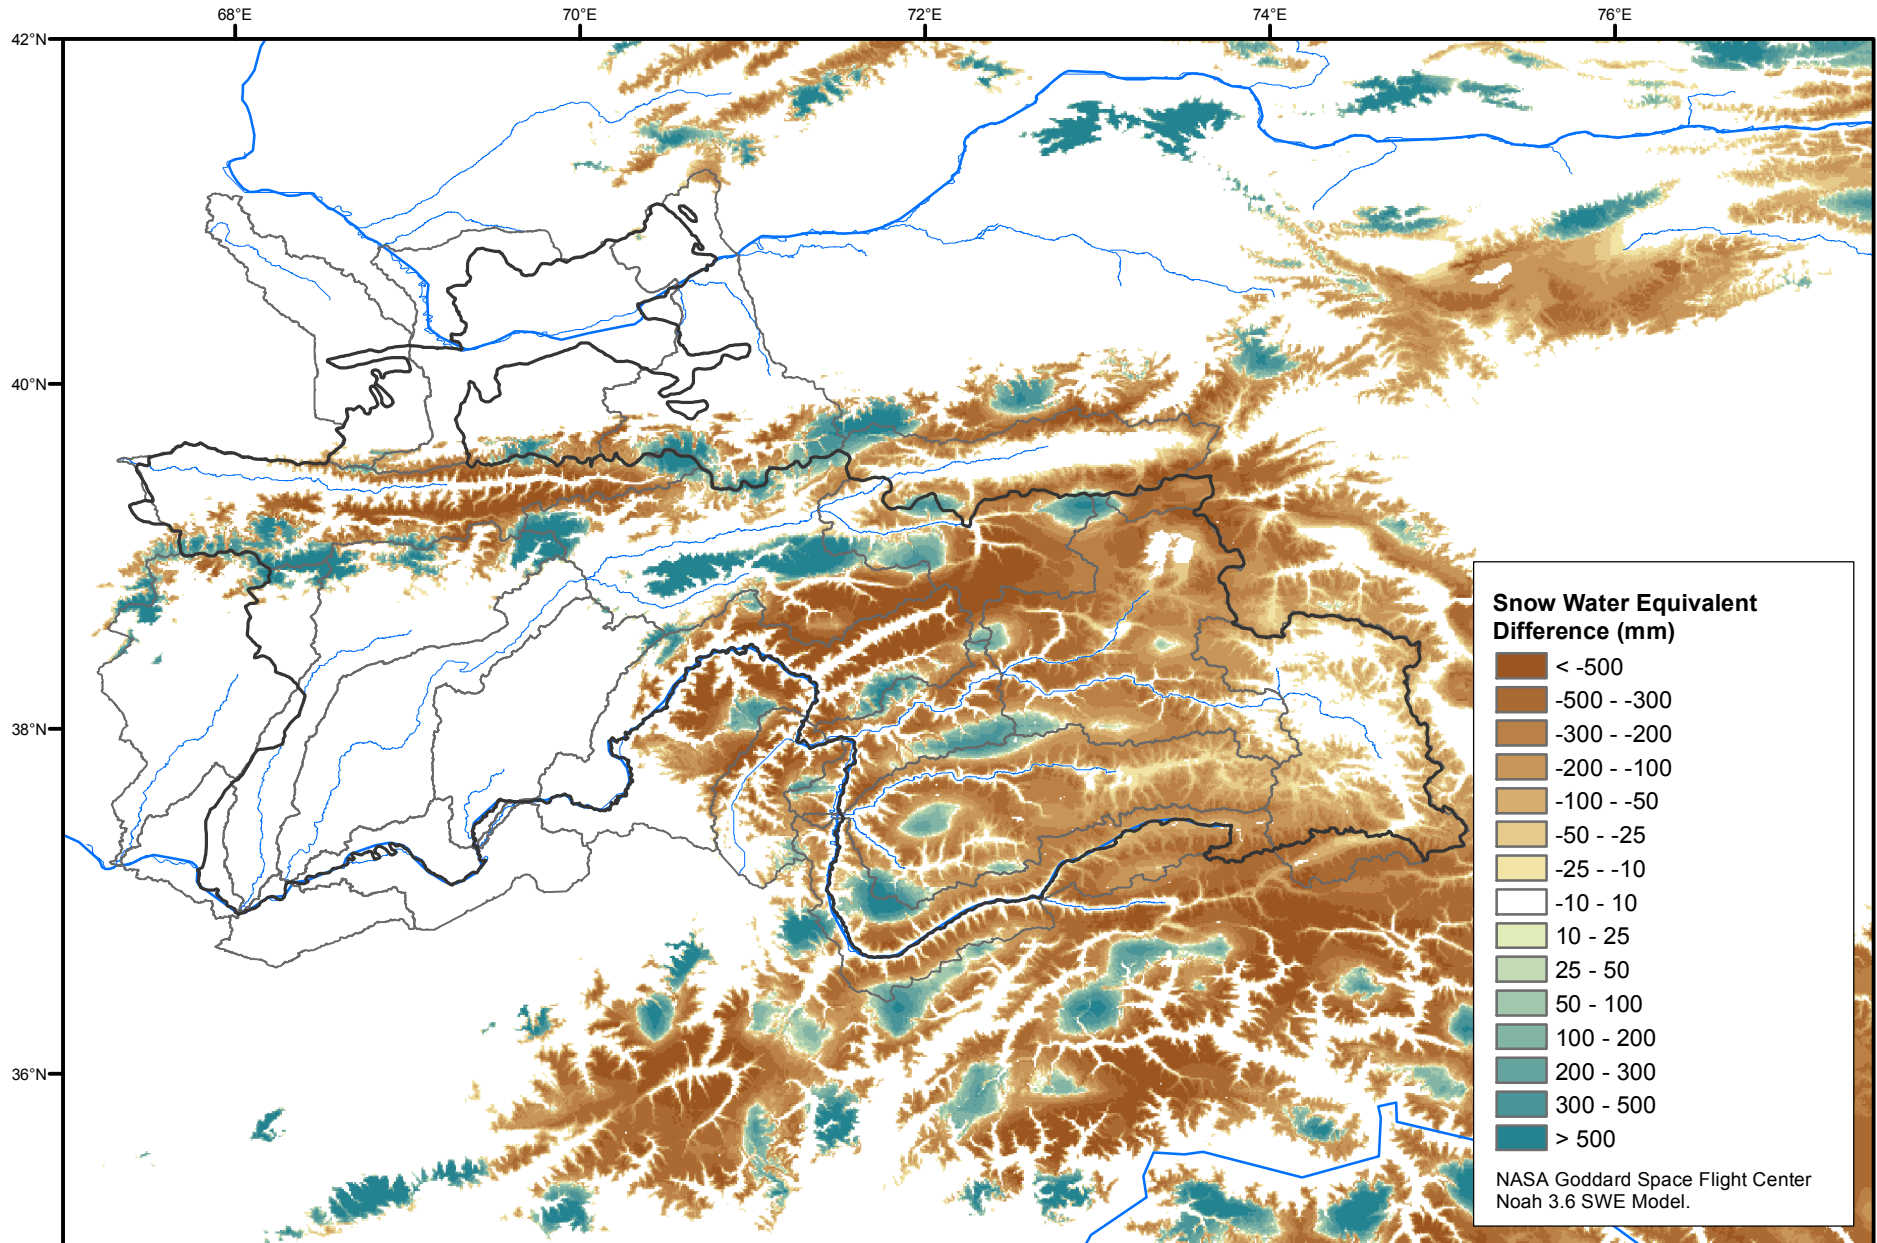 68°E 70°E 72°E 74°E 76°E
42°N
40°N
38°N
36°N
Snow Water Equivalent
Difference (mm)
< -500
-500 - -300
-300 - -200
-200 - -100
-100 - -50
-50 - -25
-25 - -10
-10 - 10
10 - 25
25 - 50
50 - 100
100 - 200
200 - 300
300 - 500
> 500
NASA Goddard Space Flight Center
Noah 3.6 SWE Model.